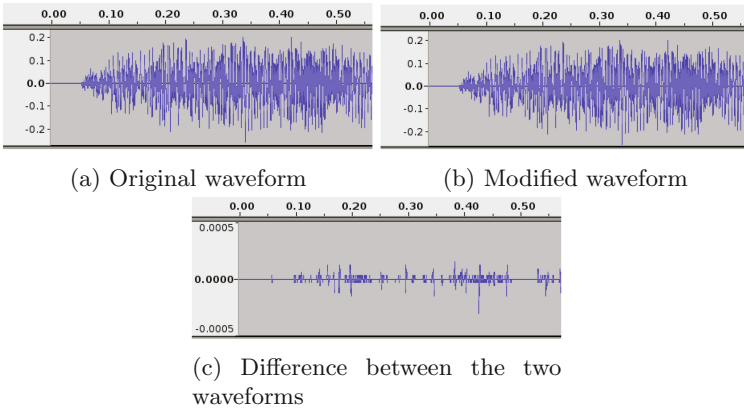 0.00 0.10 0.20 0.30 0.40 0.50
0.2
0.1
0.0
-0.1
-0.2
(a) Original waveform
0.00 0.10 0.20 0.30 0.40 0.50
0.2
0.1
0.0
-0.1
-0.2
(b) Modified waveform
0.00 0.10 0.20 0.30 0.40 0.50
0.0005
0.0000
-0.0005
(c) Difference between the two
waveforms